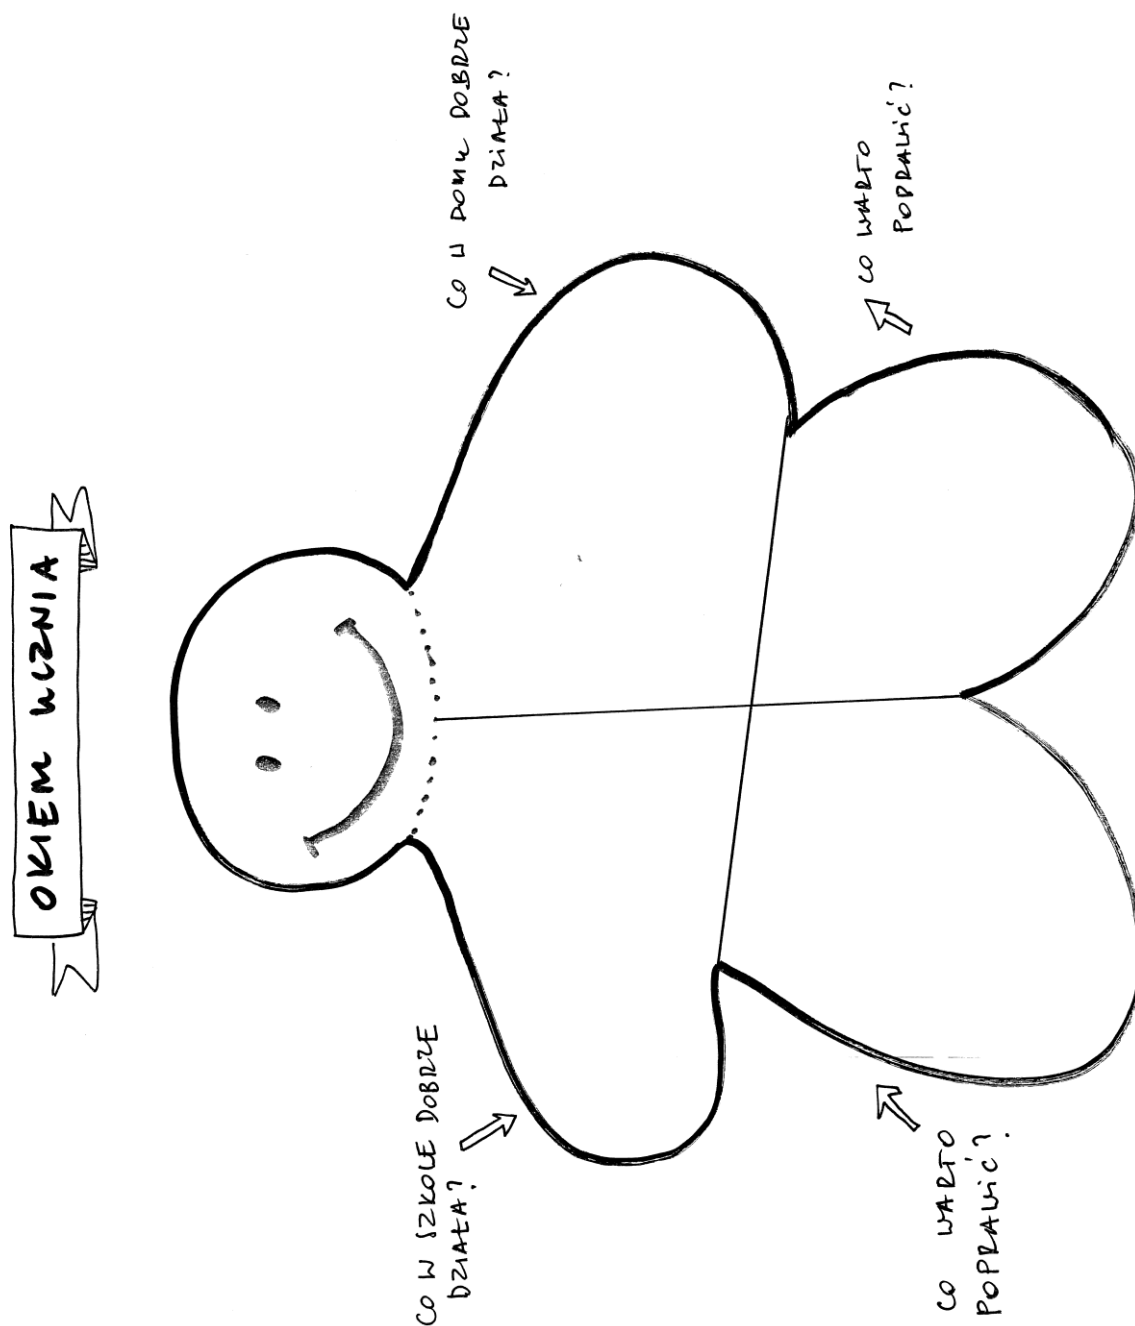 OKIEM UCZNIA
CO W SZKOLE DOBRZE
DZIAŁA?
CO W DOMU DOBRZE
DZIAŁA?
CO WARTO
POPRAWIĆ?
CO WARTO
POPRAWIĆ?